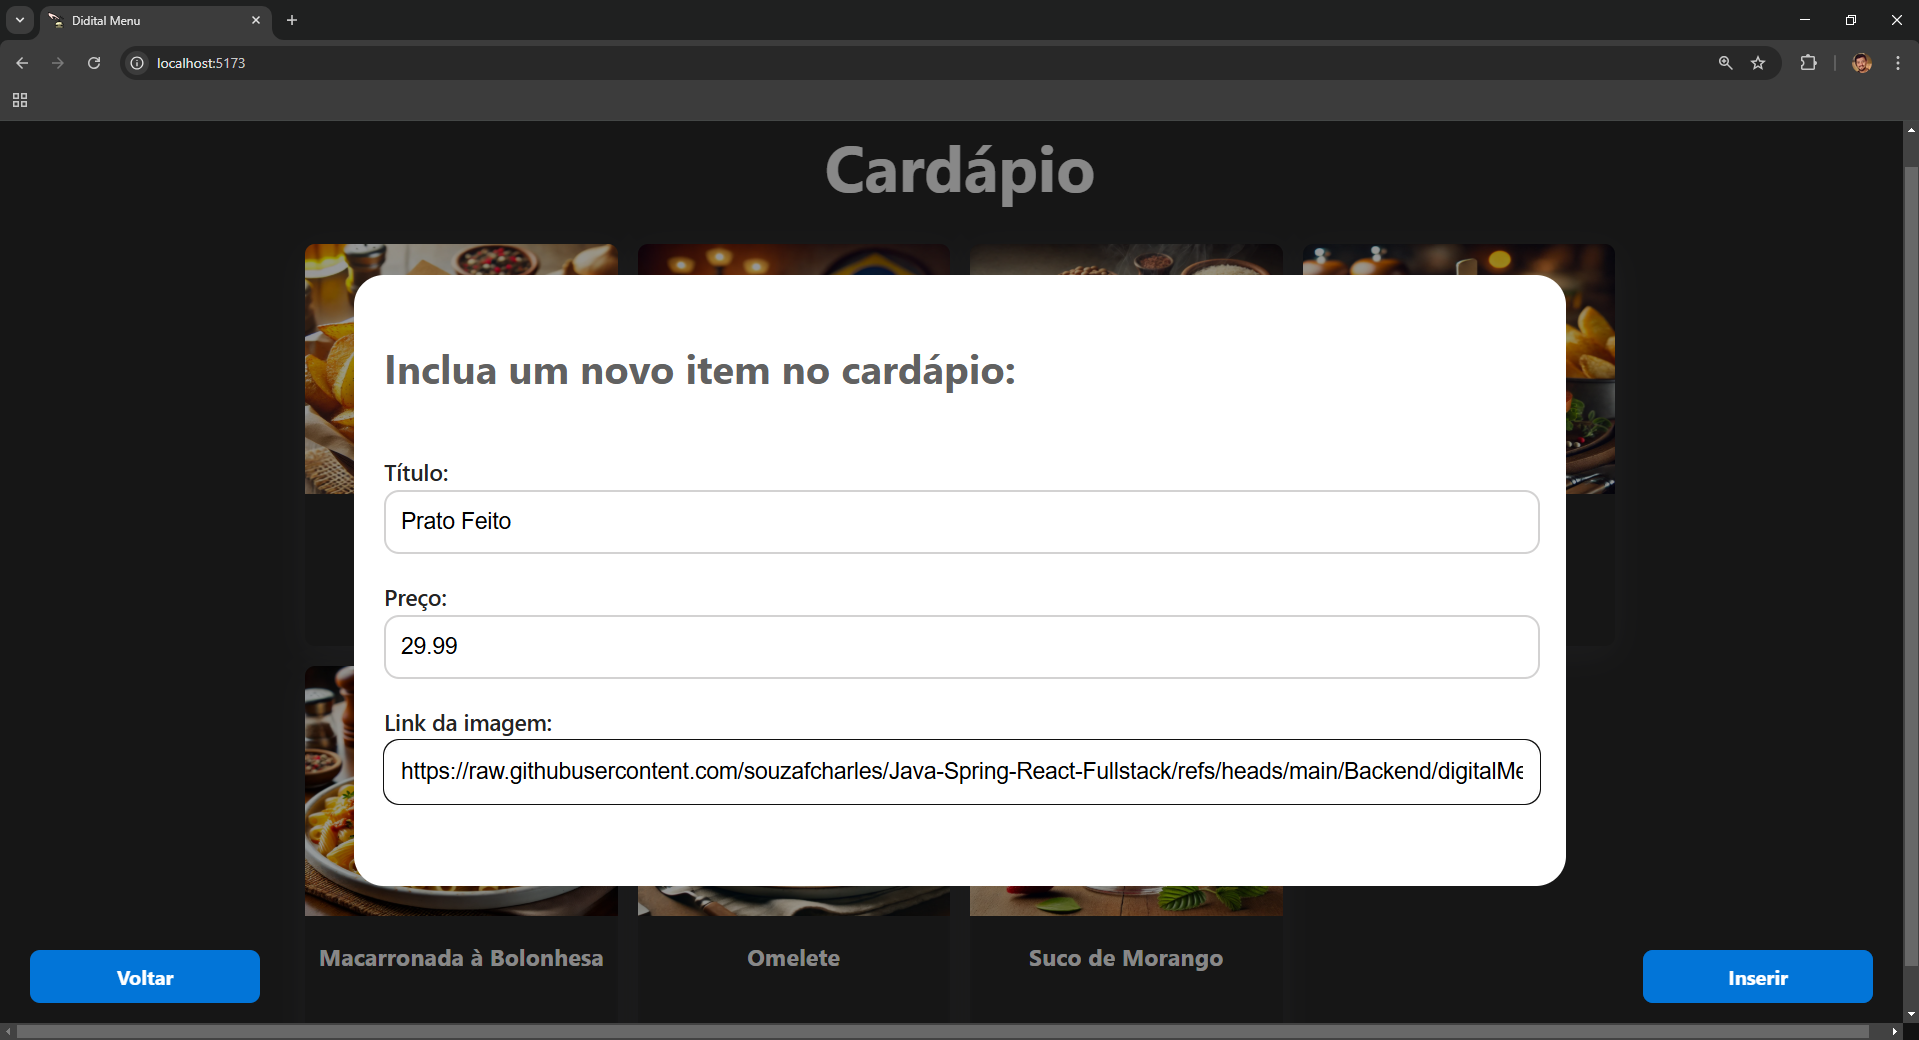 Didital Menu
localhost:5173
Cardápio
Inclua um novo item no cardápio:
Título:
Prato Feito
Preço:
29.99
Link da imagem:
https://raw.githubusercontent.com/souzafcharles/Java-Spring-React-Fullstack/refs/heads/main/Backend/digitalMe
Macarronada à Bolonhesa
Omelete
Suco de Morango
Voltar
Inserir